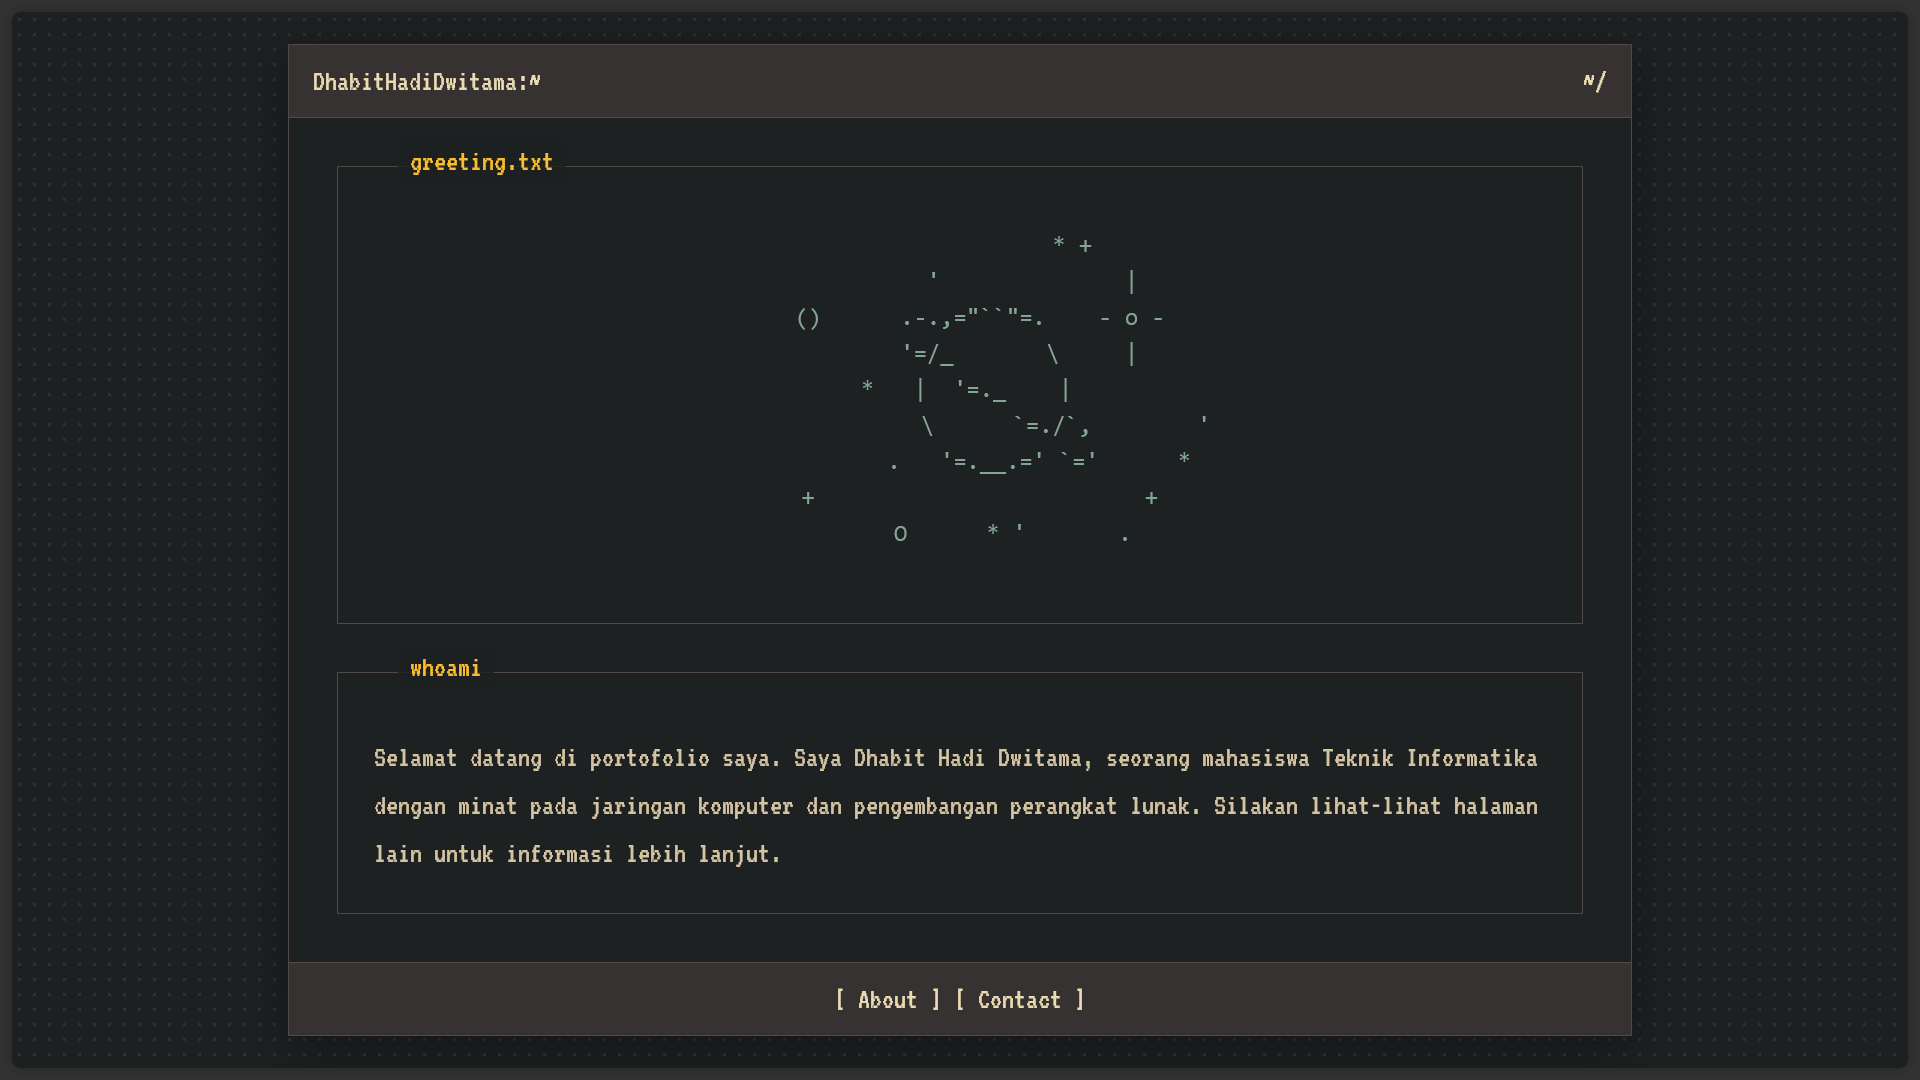 DhabitHadiDwitama:~ ~/
greeting.txt
* +
' |
() .-.,="``"=. - o -
'=/_ \ |
* | '=._ |
\ `=./`, '
. '=.__.=' `=' *
+ +
O * ' .
whoami
Selamat datang di portofolio saya. Saya Dhabit Hadi Dwitama, seorang mahasiswa Teknik Informatika
dengan minat pada jaringan komputer dan pengembangan perangkat lunak. Silakan lihat-lihat halaman
lain untuk informasi lebih lanjut.
[ About ] [ Contact ]